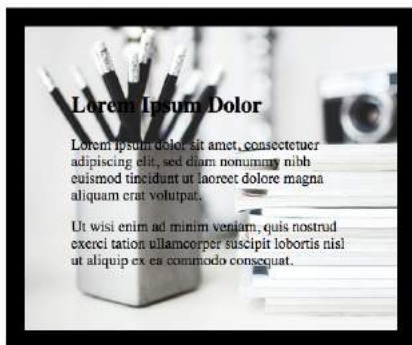 Lorem Ipsum Dolor
Lorem ipsum dolor sit amet, consectetuer
adipiscing elit, sed diam nonummy nibh
euismod tincidunt ut laoreet dolore magna
aliquam erat volutpat.
Ut wisi enim ad minim veniam, quis nostrud
exerci tation ullamcorper suscipit lobortis nisl
ut aliquip ex ea commodo consequat.